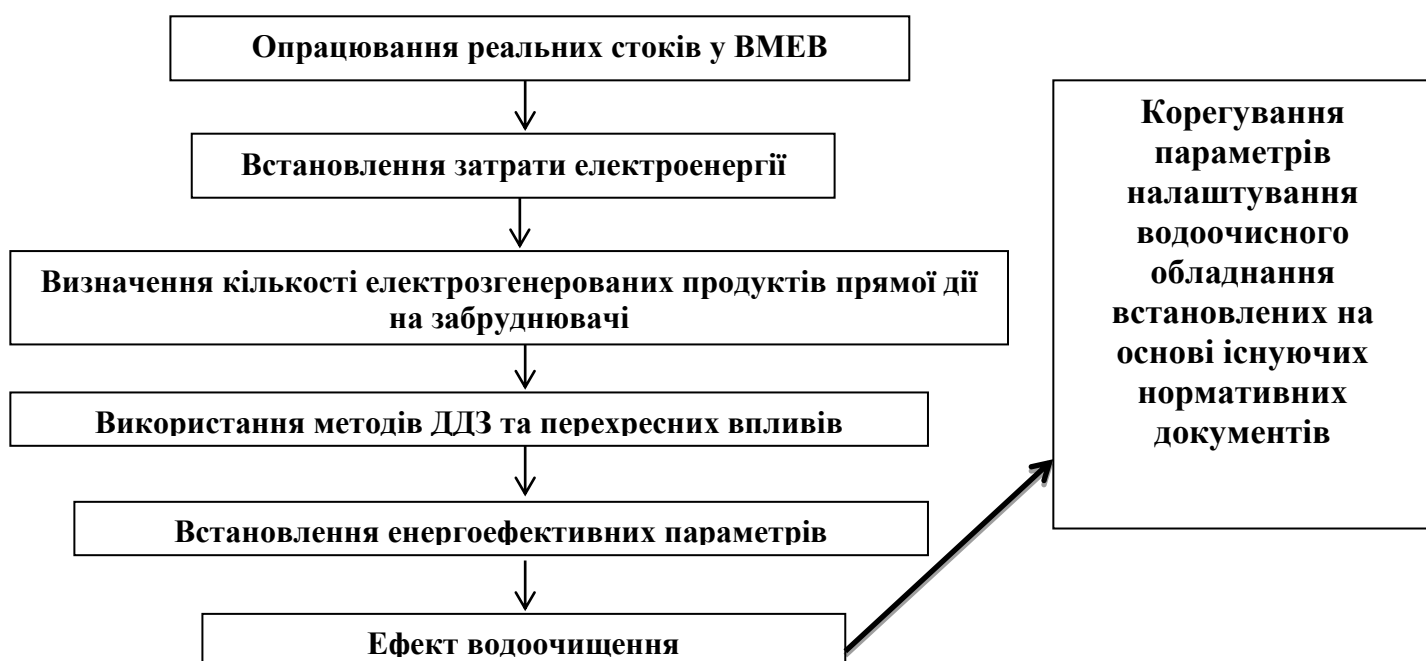 Опрацювання реальних стоків у ВМЕВ
Встановлення затрати електроенергії
Визначення кількості електрозгенерованих продуктів прямої дії
на забруднювачі
Використання методів ДДЗ та перехресних впливів
Встановлення енергоефективних параметрів
Ефект водоочищення
Корегування
параметрів
налаштування
водоочисного
обладнання
встановлених на
основі існуючих
нормативних
документів